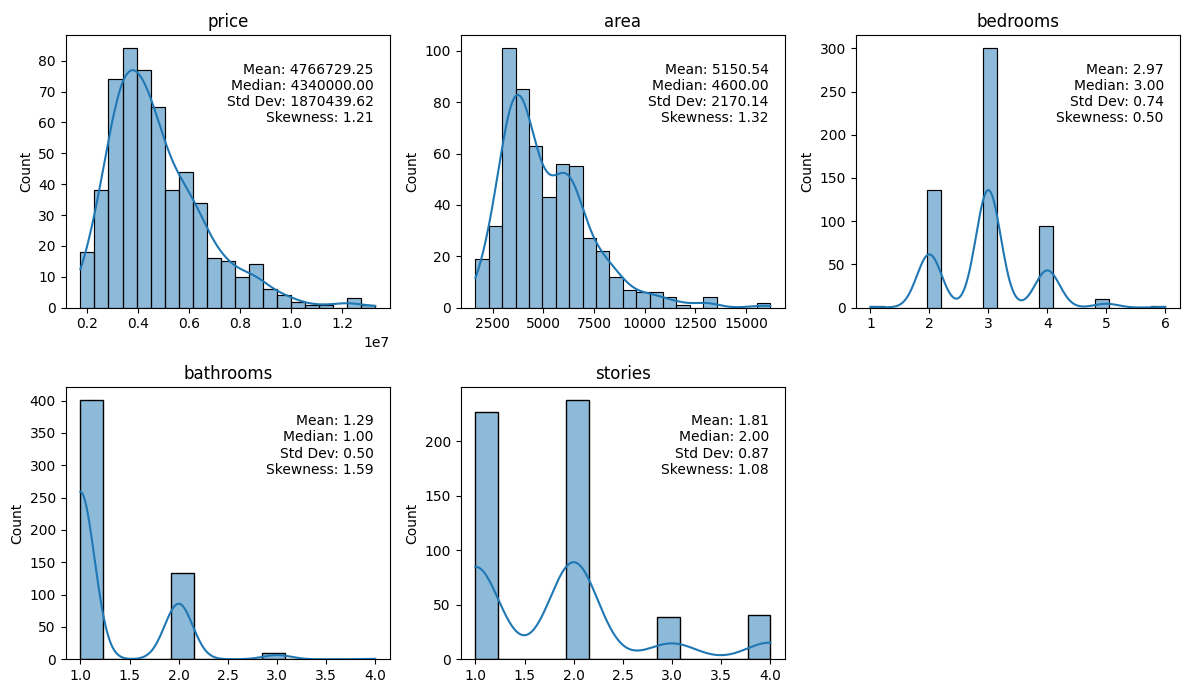 price
Mean: 4766729.25
Median: 4340000.00
Std Dev: 1870439.62
Skewness: 1.21
Count
80
70
60
50
40
30
20
10
0
0.2 0.4 0.6 0.8 1.0 1.2
1e7
area
Mean: 5150.54
Median: 4600.00
Std Dev: 2170.14
Skewness: 1.32
Count
100
80
60
40
20
0
2500 5000 7500 10000 12500 15000
bedrooms
Mean: 2.97
Median: 3.00
Std Dev: 0.74
Skewness: 0.50
Count
300
250
200
150
100
50
0
1 2 3 4 5 6
bathrooms
Mean: 1.29
Median: 1.00
Std Dev: 0.50
Skewness: 1.59
Count
400
350
300
250
200
150
100
50
0
1.0 1.5 2.0 2.5 3.0 3.5 4.0
stories
Mean: 1.81
Median: 2.00
Std Dev: 0.87
Skewness: 1.08
Count
200
150
100
50
0
1.0 1.5 2.0 2.5 3.0 3.5 4.0